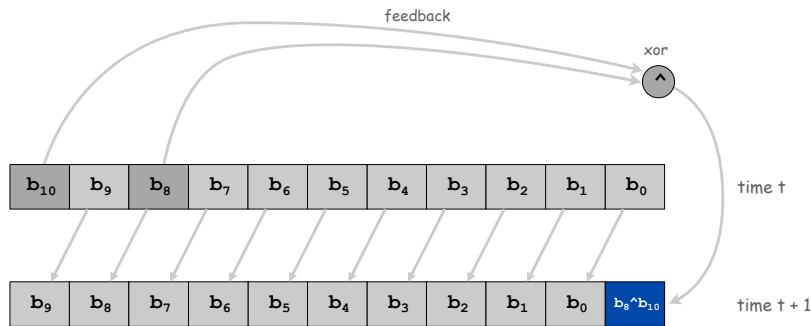 feedback
xor
^
b₁₀ b₉ b₈ b₇ b₆ b₅ b₄ b₃ b₂ b₁ b₀
time t
b₉ b₈ b₇ b₆ b₅ b₄ b₃ b₂ b₁ b₀ b₈^b₁₀
time t + 1